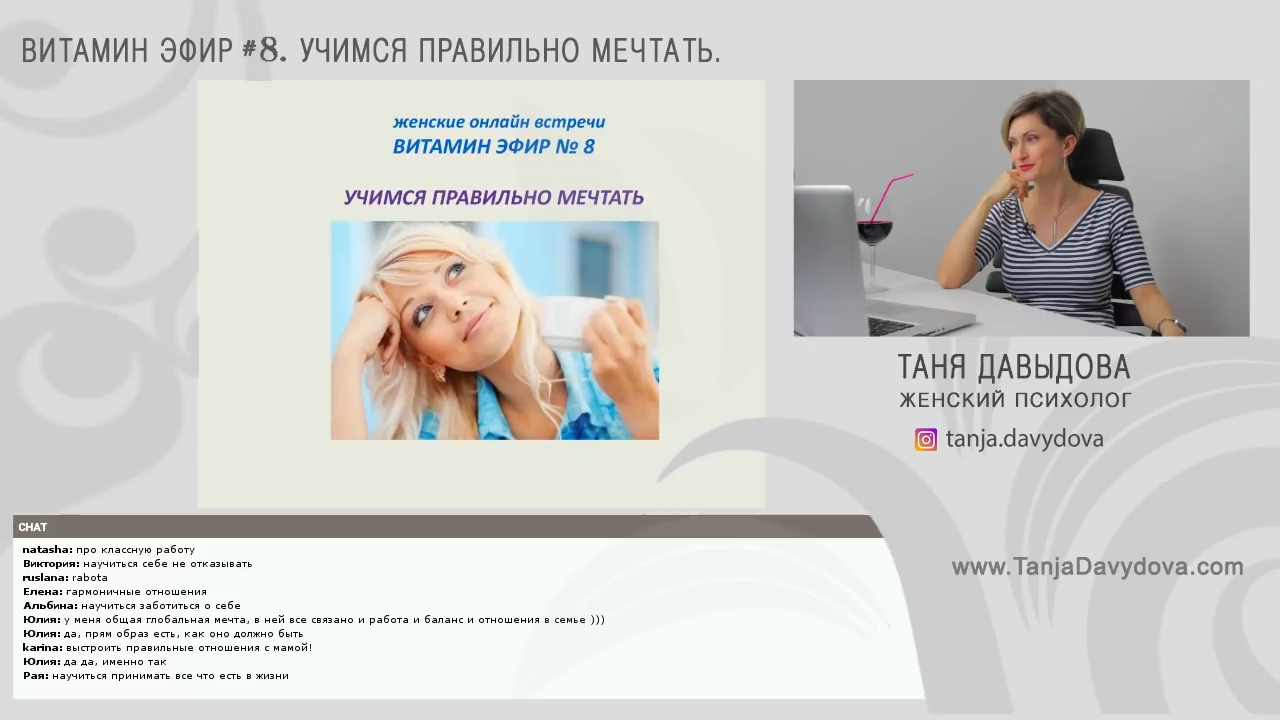 ВИТАМИН ЭФИР #8. УЧИМСЯ ПРАВИЛЬНО МЕЧТАТЬ.
женские онлайн встречи
ВИТАМИН ЭФИР № 8
УЧИМСЯ ПРАВИЛЬНО МЕЧТАТЬ
ТАНЯ ДАВЫДОВА
ЖЕНСКИЙ ПСИХОЛОГ
tanja.davydova
CHAT
natasha: про классную работу
Виктория: научиться себе не отказывать
ruslana: rabota
Елена: гармоничные отношения
Альбина: научиться заботиться о себе
Юлия: у меня общая глобальная мечта, в ней все связано и работа и баланс и отношения в семье )))
Юлия: да, прям образ есть, как оно должно быть
karina: выстроить правильные отношения с мамой!
Юлия: да да, именно так
Рая: научиться принимать все что есть в жизни
www.TanjaDavydova.com